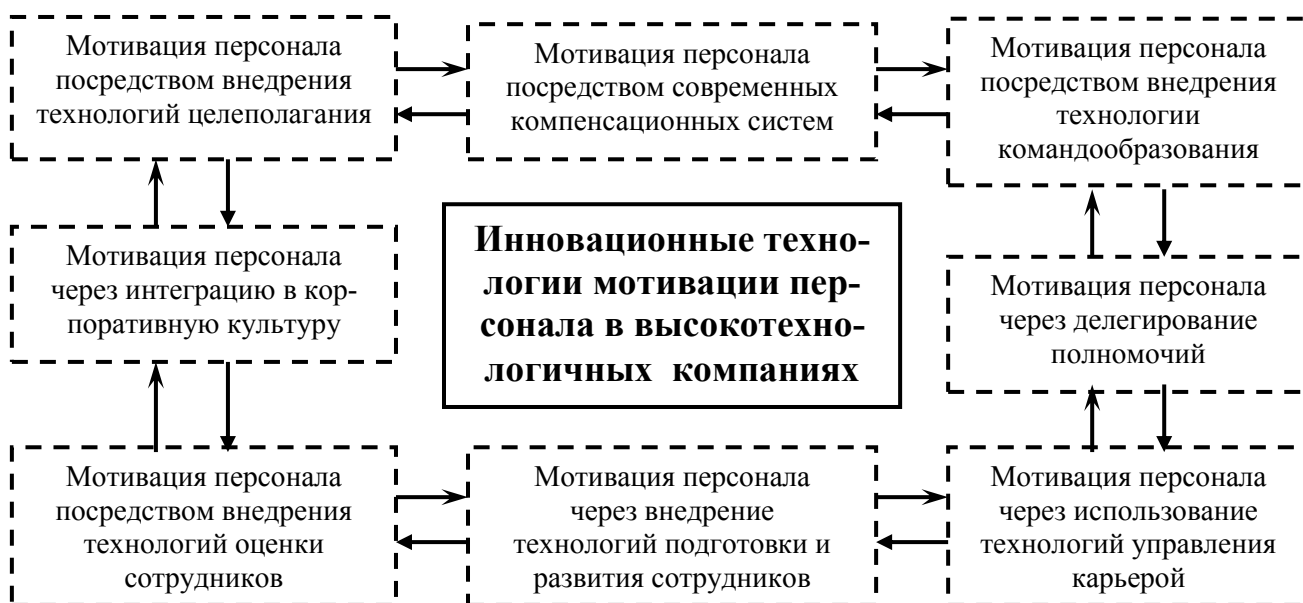 Мотивация персонала
посредством внедрения
технологий целеполагания
Мотивация персонала
посредством современных
компенсационных систем
Мотивация персонала
посредством внедрения
технологии
командообразования
Мотивация персонала
через интеграцию в кор-
поративную культуру
Инновационные техно-
логии мотивации пер-
сонала в высокотехно-
логичных компаниях
Мотивация персонала
через делегирование
полномочий
Мотивация персонала
посредством внедрения
технологий оценки
сотрудников
Мотивация персонала
через внедрение
технологий подготовки и
развития сотрудников
Мотивация персонала
через использование
технологий управления
карьерой